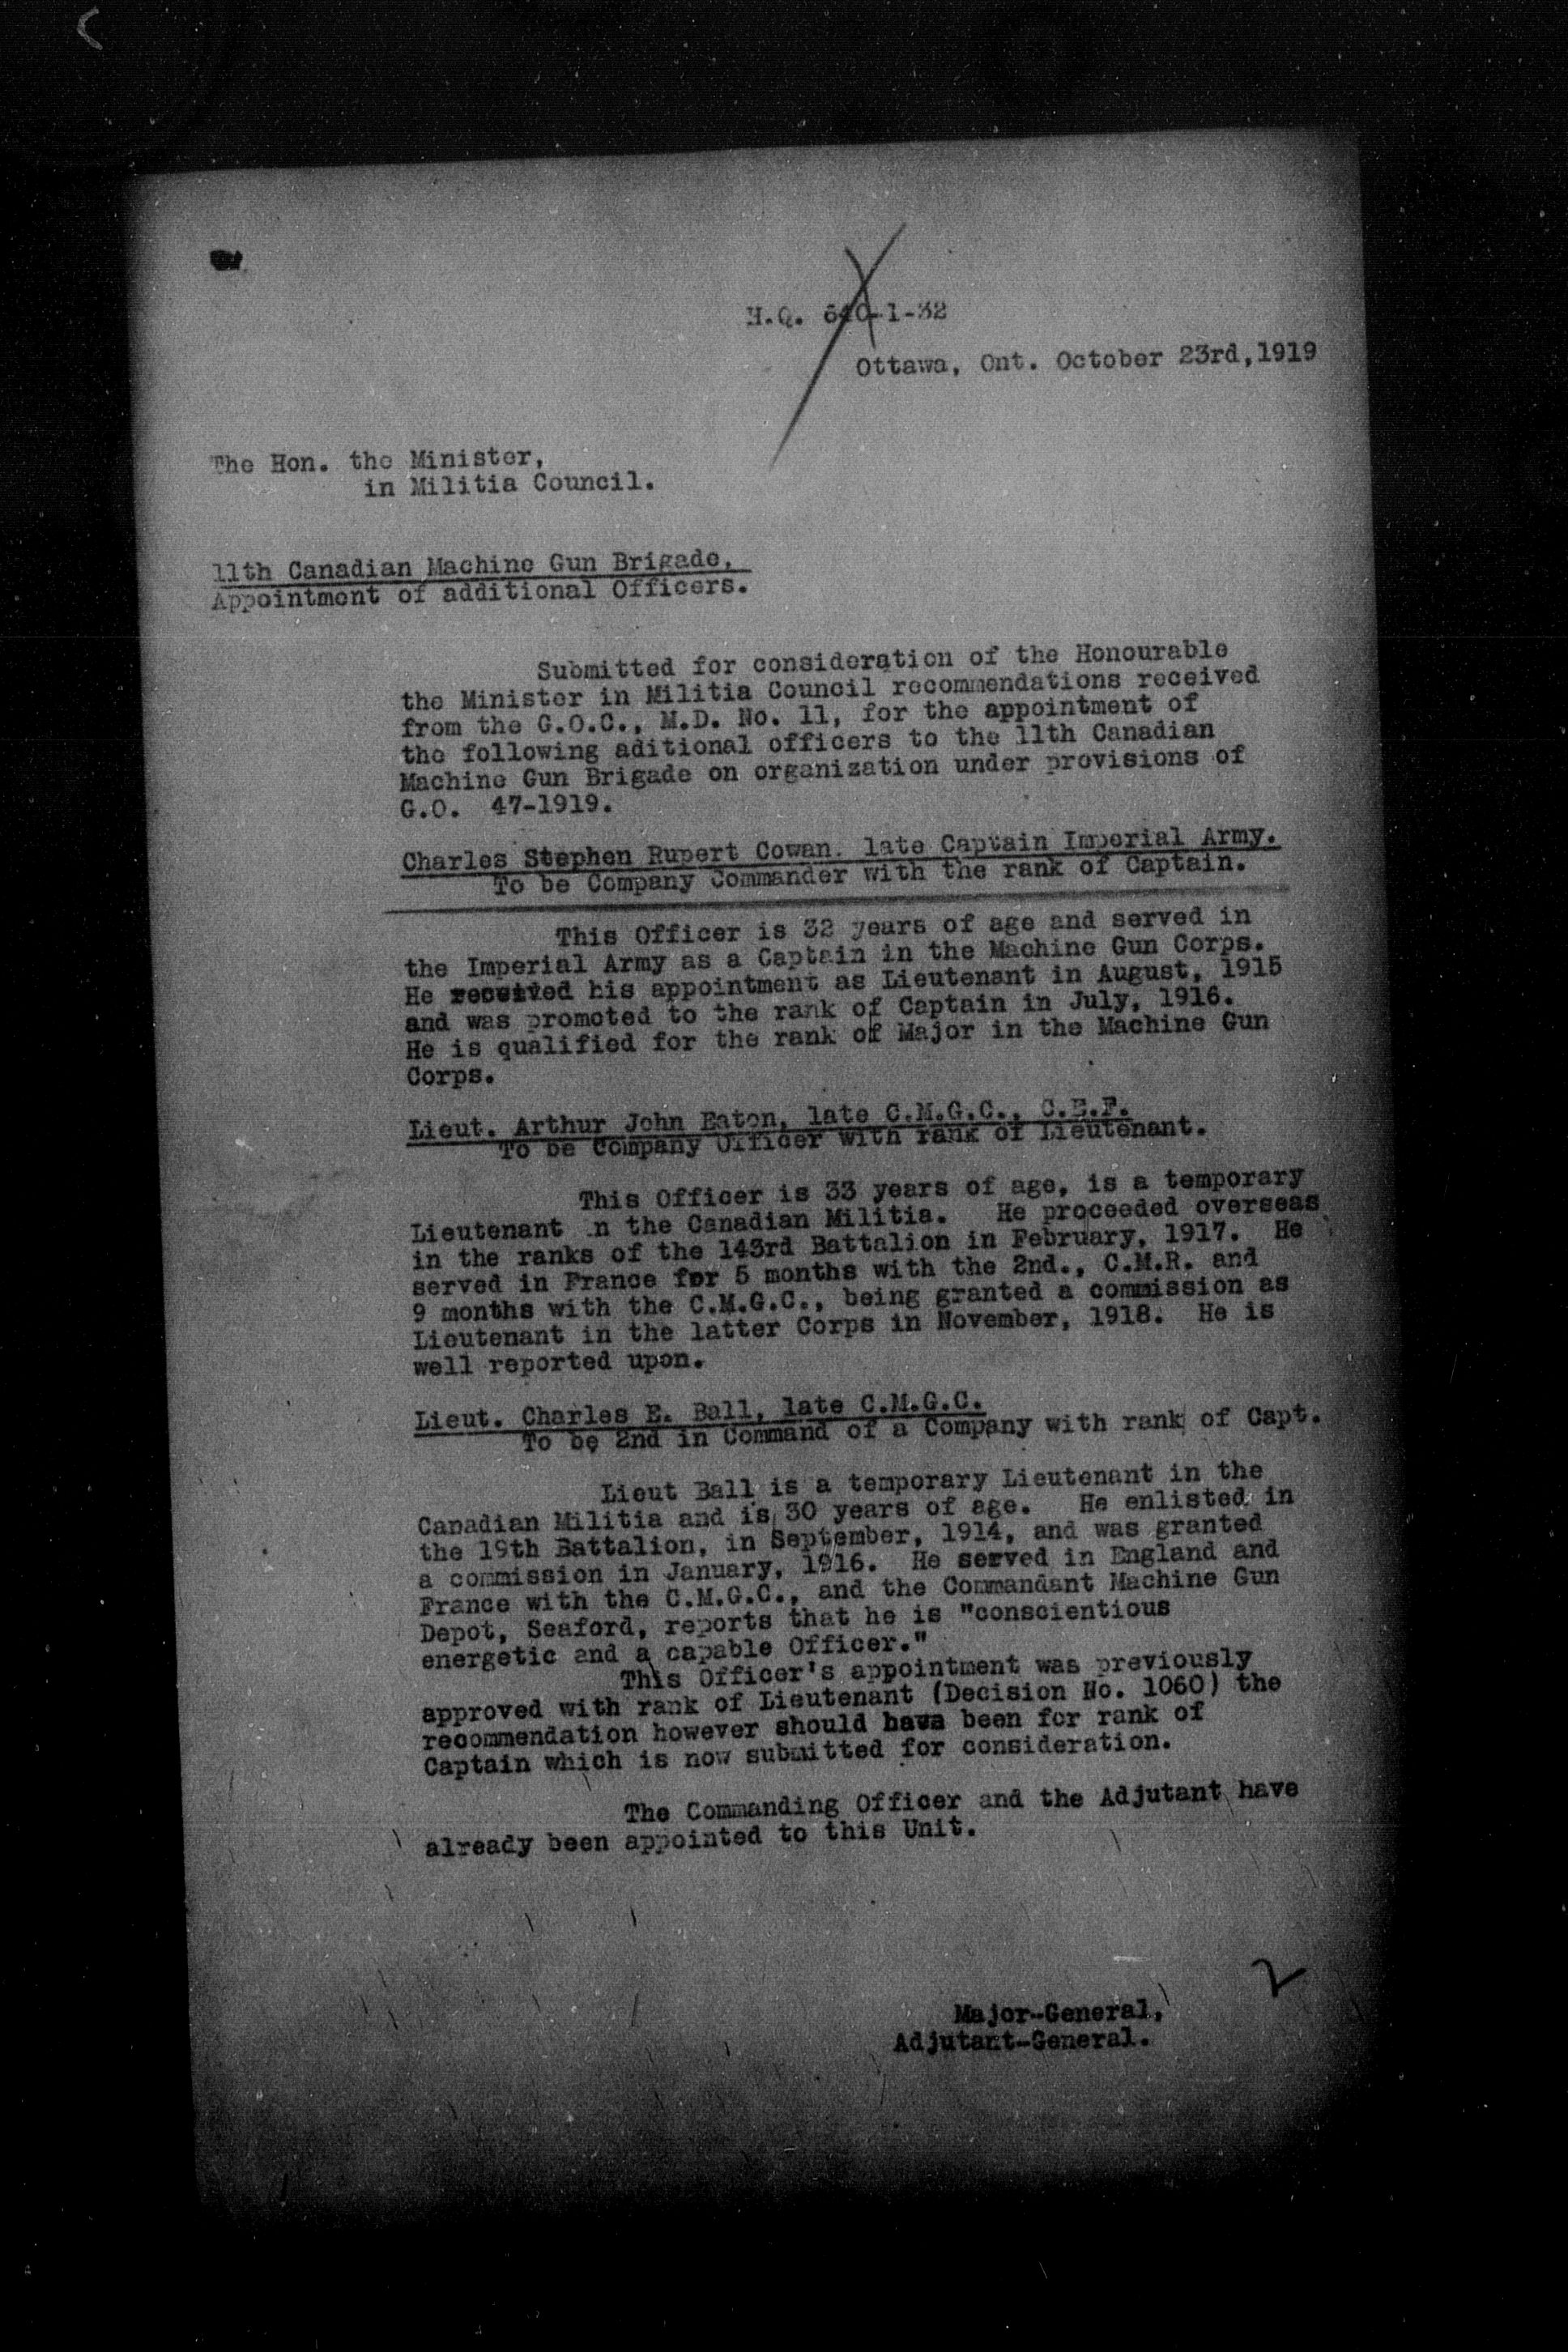 H.Q. 640-1-32
Ottawa, Ont. October 23rd,1919
The Hon. the Minister,
in Militia Council.
11th Canadian Machine Gun Brigade,
Appointment of additional Officers.
Submitted for consideration of the Honourable
the Minister in Militia Council recommendations received
from the G.O.C., M.D. No. 11, for the appointment of
the following aditional officers to the 11th Canadian
Machine Gun Brigade on organization under provisions of
G.O. 47-1919.
Charles Stephen Rupert Cowan. late Captain Imperial Army.
To be Company Commander with the rank of Captain.
This Officer is 32 years of age and served in
the Imperial Army as a Captain in the Machine Gun Corps.
He received his appointment as Lieutenant in August, 1915
and was promoted to the rank of Captain in July, 1916.
He is qualified for the rank of Major in the Machine Gun
Corps.
Lieut. Arthur John Eaton, late C.M.G.C., C.E.F.
To be Company Officer with rank of Lieutenant.
This Officer is 33 years of age, is a temporary
Lieutenant n the Canadian Militia. He proceeded overseas
in the ranks of the 143rd Battalion in February, 1917. He
served in France for 5 months with the 2nd., C.M.R. and
9 months with the C.M.G.C., being granted a commission as
Lieutenant in the latter Corps in November, 1918. He is
well reported upon.
Lieut. Charles E. Ball, late C.M.G.C.
To be 2nd in Command of a Company with rank of Capt.
Lieut Ball is a temporary Lieutenant in the
Canadian Militia and is 30 years of age. He enlisted in
the 19th Battalion, in September, 1914, and was granted
a commission in January, 1916. He served in England and
France with the C.M.G.C., and the Commandant Machine Gun
Depot, Seaford, reports that he is "conscientious
energetic and a capable Officer."
This Officer's appointment was previously
approved with rank of Lieutenant (Decision No. 1060) the
recommendation however should have been for rank of
Captain which is now submitted for consideration.
The Commanding Officer and the Adjutant have
already been appointed to this Unit.
2
Major-General,
Adjutant-General.